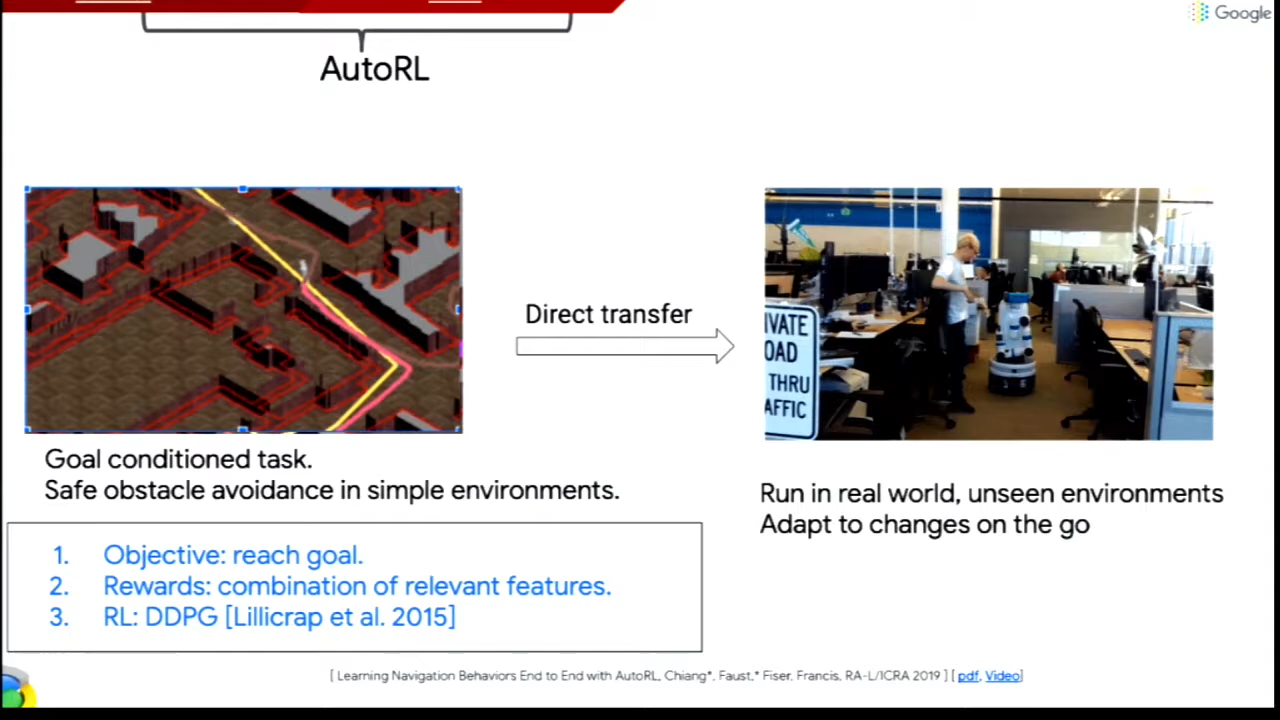 Google
AutoRL
Direct transfer
IVATE
OAD
THRU
AFFIC
Goal conditioned task.
Safe obstacle avoidance in simple environments.
Run in real world, unseen environments
Adapt to changes on the go
1. Objective: reach goal.
2. Rewards: combination of relevant features.
3. RL: DDPG [Lillicrap et al. 2015]
[ Learning Navigation Behaviors End to End with AutoRL, Chiang*, Faust,* Fiser, Francis, RA-L/ICRA 2019 ] [ pdf, Video]